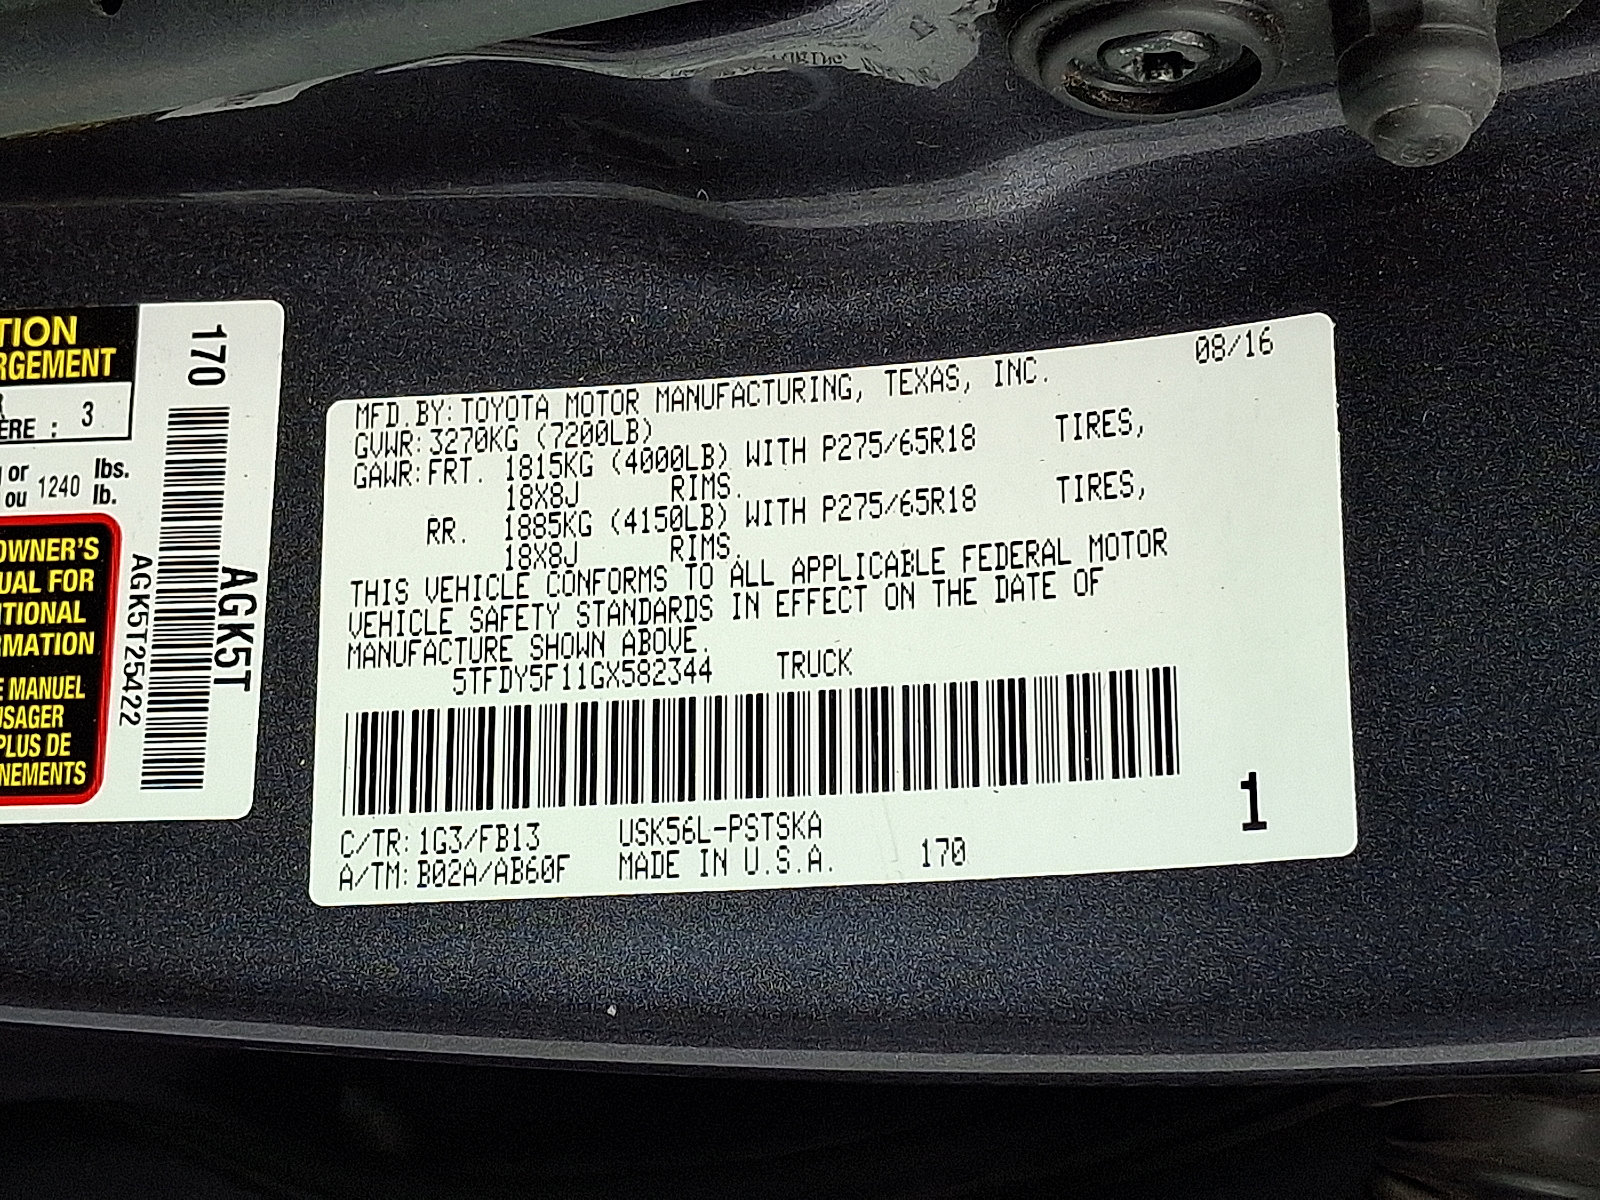 TION
RGEMENT
ERE : 3
or
ou 1240 lbs.
lb.
OWNER'S
UAL FOR
ITIONAL
RMATION
E MANUEL
USAGER
PLUS DE
NEMENTS
170
AGK5T
AGK5T25422
MFD.BY:TOYOTA MOTOR MANUFACTURING, TEXAS, INC. 08/16
GVWR:3270KG (7200LB)
GAWR:FRT. 1815KG (4000LB) WITH P275/65R18 TIRES,
18X8J RIMS.
RR. 1885KG (4150LB) WITH P275/65R18 TIRES,
18X8J RIMS.
THIS VEHICLE CONFORMS TO ALL APPLICABLE FEDERAL MOTOR
VEHICLE SAFETY STANDARDS IN EFFECT ON THE DATE OF
MANUFACTURE SHOWN ABOVE.
5TFDY5F11GX582344 TRUCK
1
C/TR:1G3/FB13 USK56L-PSTSKA
A/TM:B02A/AB60F MADE IN U.S.A. 170